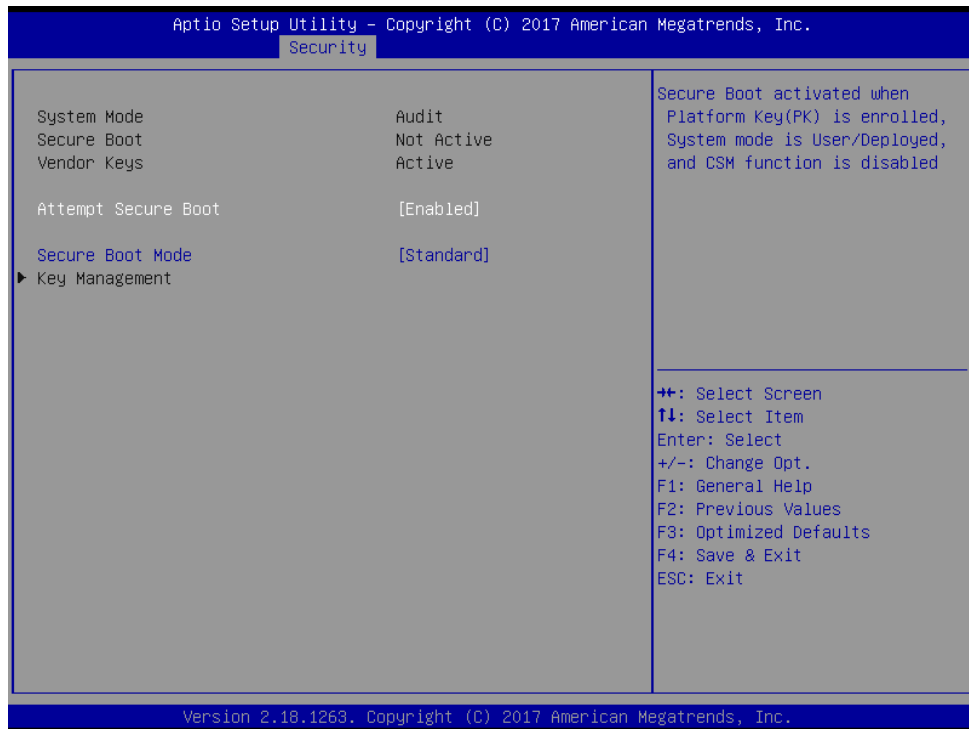 Aptio Setup Utility – Copyright (C) 2017 American Megatrends, Inc.
Security
System Mode Audit
Secure Boot Not Active
Vendor Keys Active
Attempt Secure Boot [Enabled]
Secure Boot Mode [Standard]
▶ Key Management
Secure Boot activated when
Platform Key(PK) is enrolled,
System mode is User/Deployed,
and CSM function is disabled
→←: Select Screen
↑↓: Select Item
Enter: Select
+/-: Change Opt.
F1: General Help
F2: Previous Values
F3: Optimized Defaults
F4: Save & Exit
ESC: Exit
Version 2.18.1263. Copyright (C) 2017 American Megatrends, Inc.